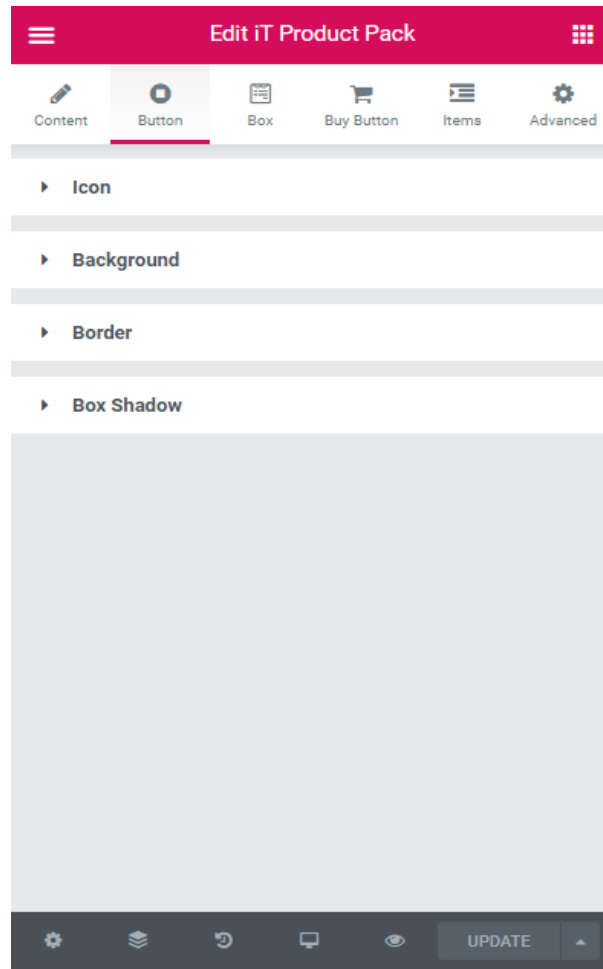 Edit iT Product Pack
Content Button Box Buy Button Items Advanced
Icon
Background
Border
Box Shadow
UPDATE